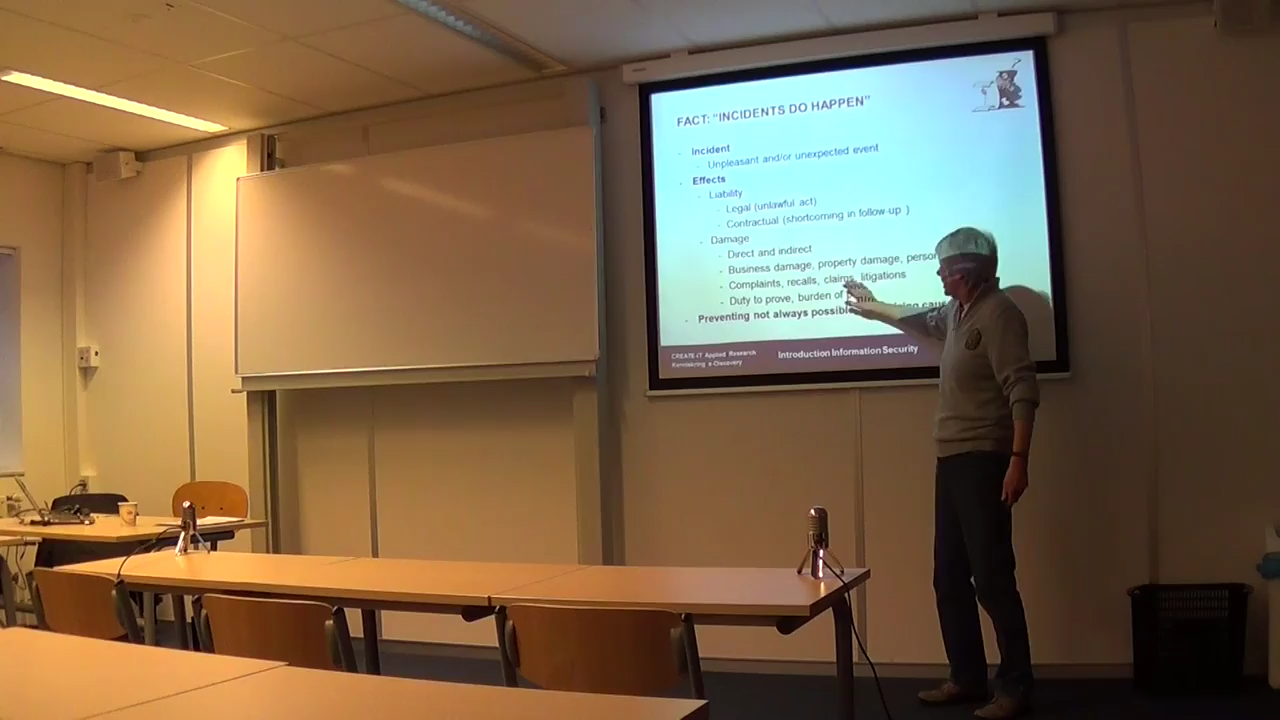 FACT: "INCIDENTS DO HAPPEN"
Incident
Unpleasant and/or unexpected event
Effects
Liability
Legal (unlawful act)
Contractual (shortcoming in follow-up )
Damage
Direct and indirect
Business damage, property damage, person
Complaints, recalls, claims, litigations
Duty to prove, burden of
Preventing not always possible
CREATE-IT Applied Research
Introduction Information Security